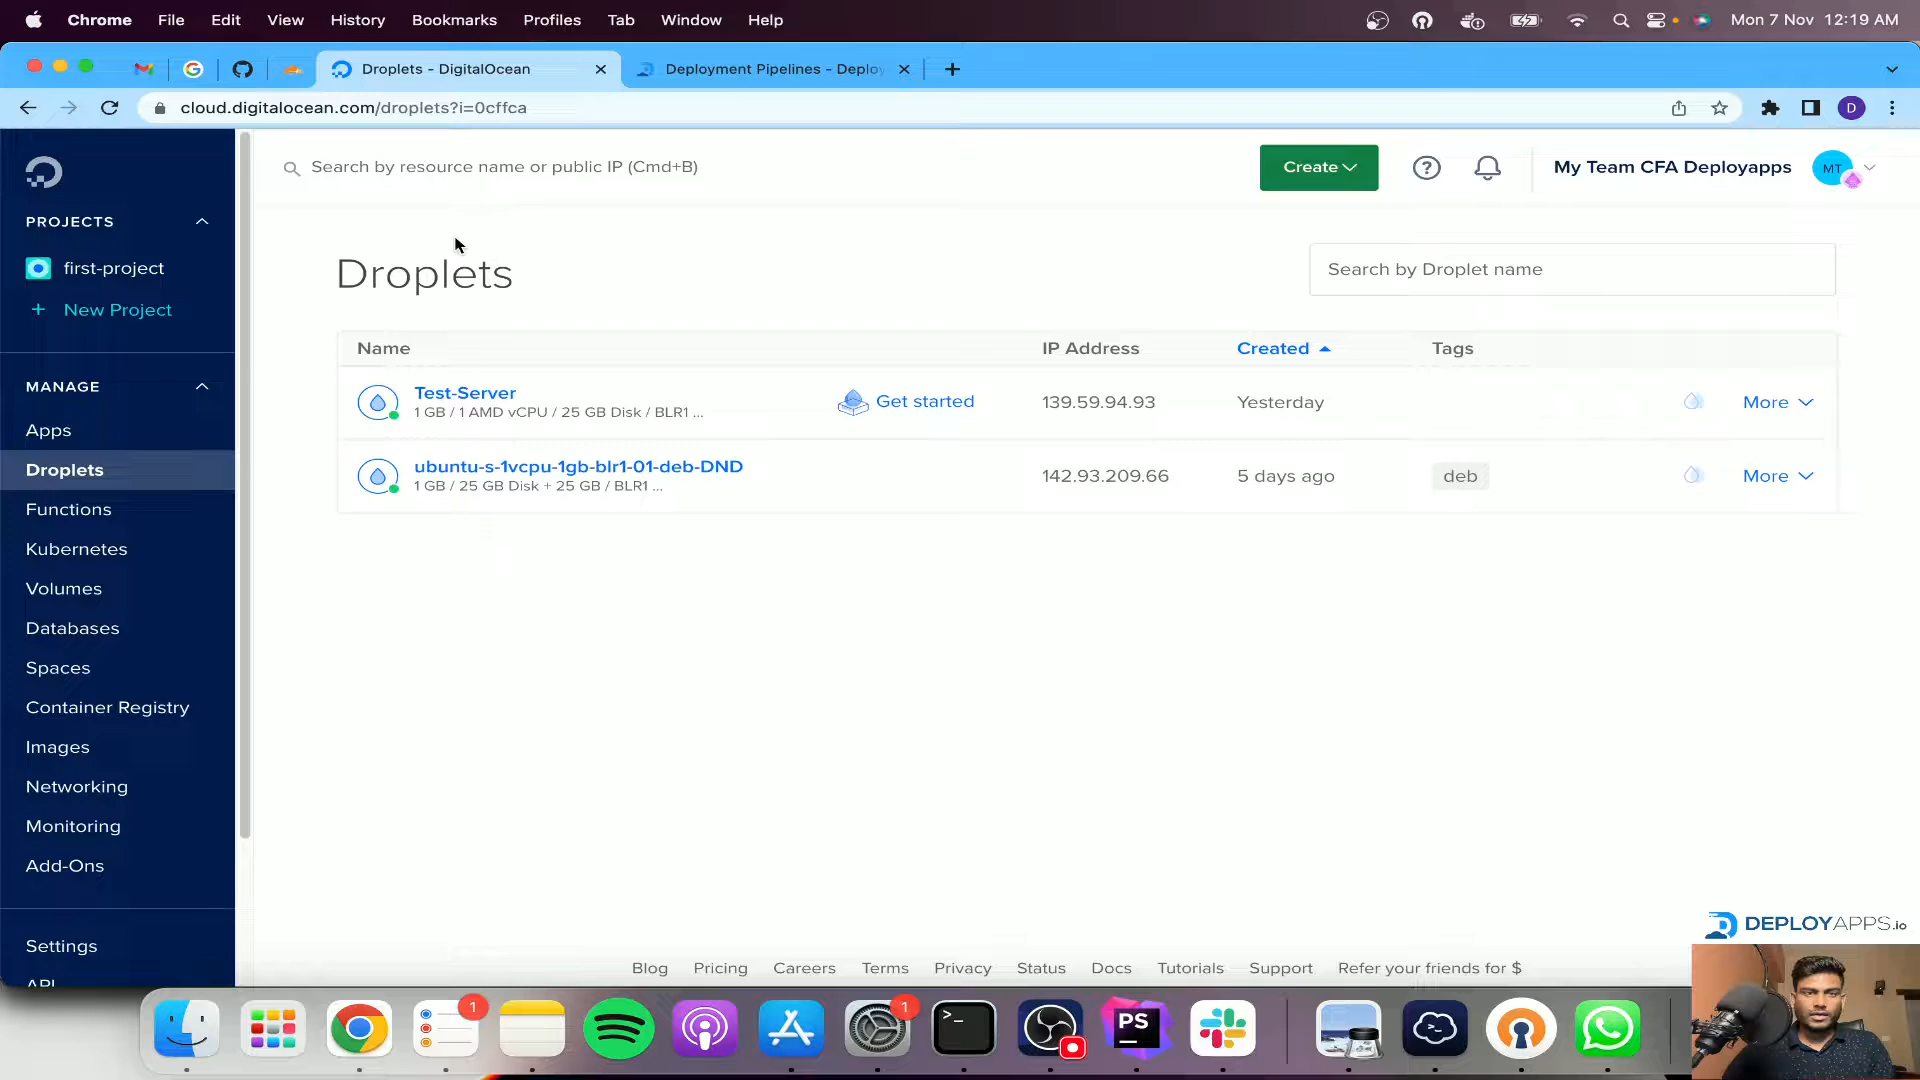 Chrome File Edit View History Bookmarks Profiles Tab Window Help Mon 7 Nov 12:19 AM
Droplets - DigitalOcean Deployment Pipelines - Deplo
cloud.digitalocean.com/droplets?i=0cffca D
Search by resource name or public IP (Cmd+B) Create My Team CFA Deployapps MT
PROJECTS
first-project
+ New Project
MANAGE
Apps
Droplets
Functions
Kubernetes
Volumes
Databases
Spaces
Container Registry
Images
Networking
Monitoring
Add-Ons
Settings
API
Droplets
Search by Droplet name
Name IP Address Created Tags
Test-Server
1 GB / 1 AMD vCPU / 25 GB Disk / BLR1 ...
Get started 139.59.94.93 Yesterday More
ubuntu-s-1vcpu-1gb-blr1-01-deb-DND
1 GB / 25 GB Disk + 25 GB / BLR1 ...
142.93.209.66 5 days ago deb More
DEPLOYAPPS.io
Blog Pricing Careers Terms Privacy Status Docs Tutorials Support Refer your friends for $
1 1 PS